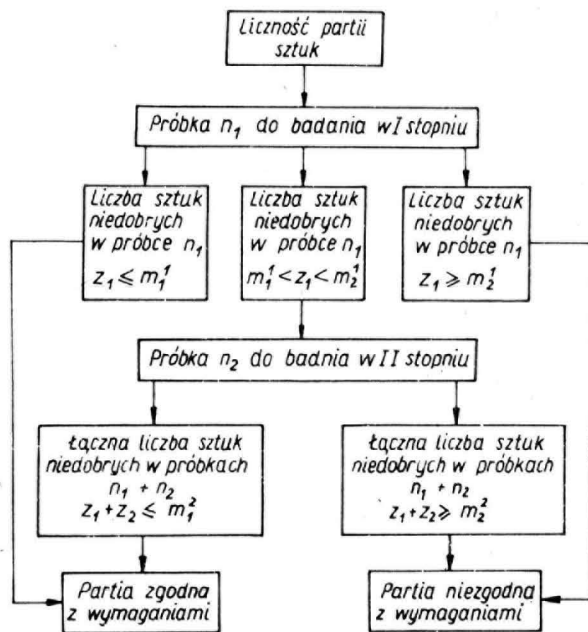 Liczność partii
sztuk
Próbka n₁ do badania w I stopniu
Liczba sztuk
niedobrych
w próbce n₁
z₁ ≤ m₁¹
Liczba sztuk
niedobrych
w próbce n₁
m₁¹ < z₁ < m₂¹
Liczba sztuk
niedobrych
w próbce n₁
z₁ ≥ m₂¹
Próbka n₂ do badnia w II stopniu
Łączna liczba sztuk
niedobrych w próbkach
n₁ + n₂
z₁ + z₂ ≤ m₁²
Łączna liczba sztuk
niedobrych w próbkach
n₁ + n₂
z₁ + z₂ ≥ m₂²
Partia zgodna
z wymaganiami
Partia niezgodna
z wymaganiami